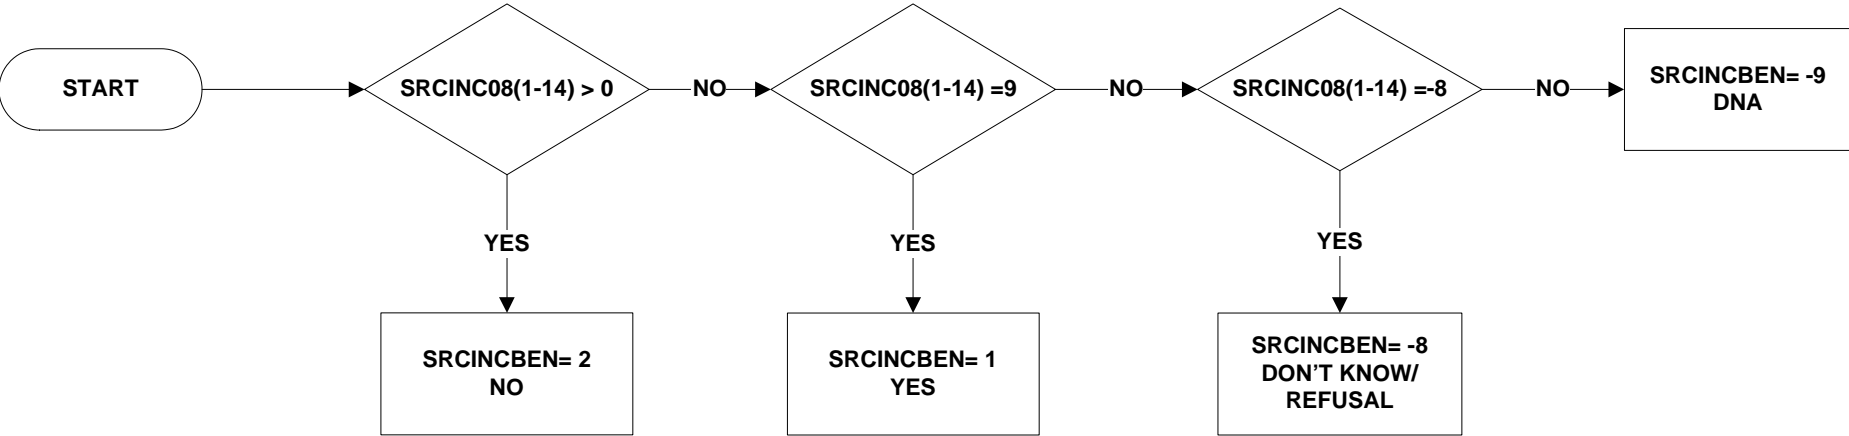 START
SRCINC08(1-14) > 0
NO
SRCINC08(1-14) =9
NO
SRCINC08(1-14) =-8
NO
SRCINCBEN= -9
DNA
YES
YES
YES
SRCINCBEN= 2
NO
SRCINCBEN= 1
YES
SRCINCBEN= -8
DON'T KNOW/
REFUSAL